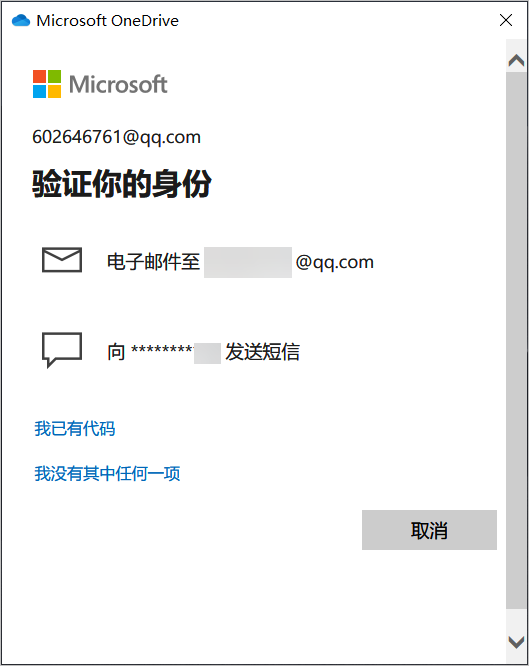 Microsoft OneDrive
Microsoft
602646761@qq.com
验证你的身份
电子邮件至 @qq.com
向 ******** 发送短信
我已有代码
我没有其中任何一项
取消